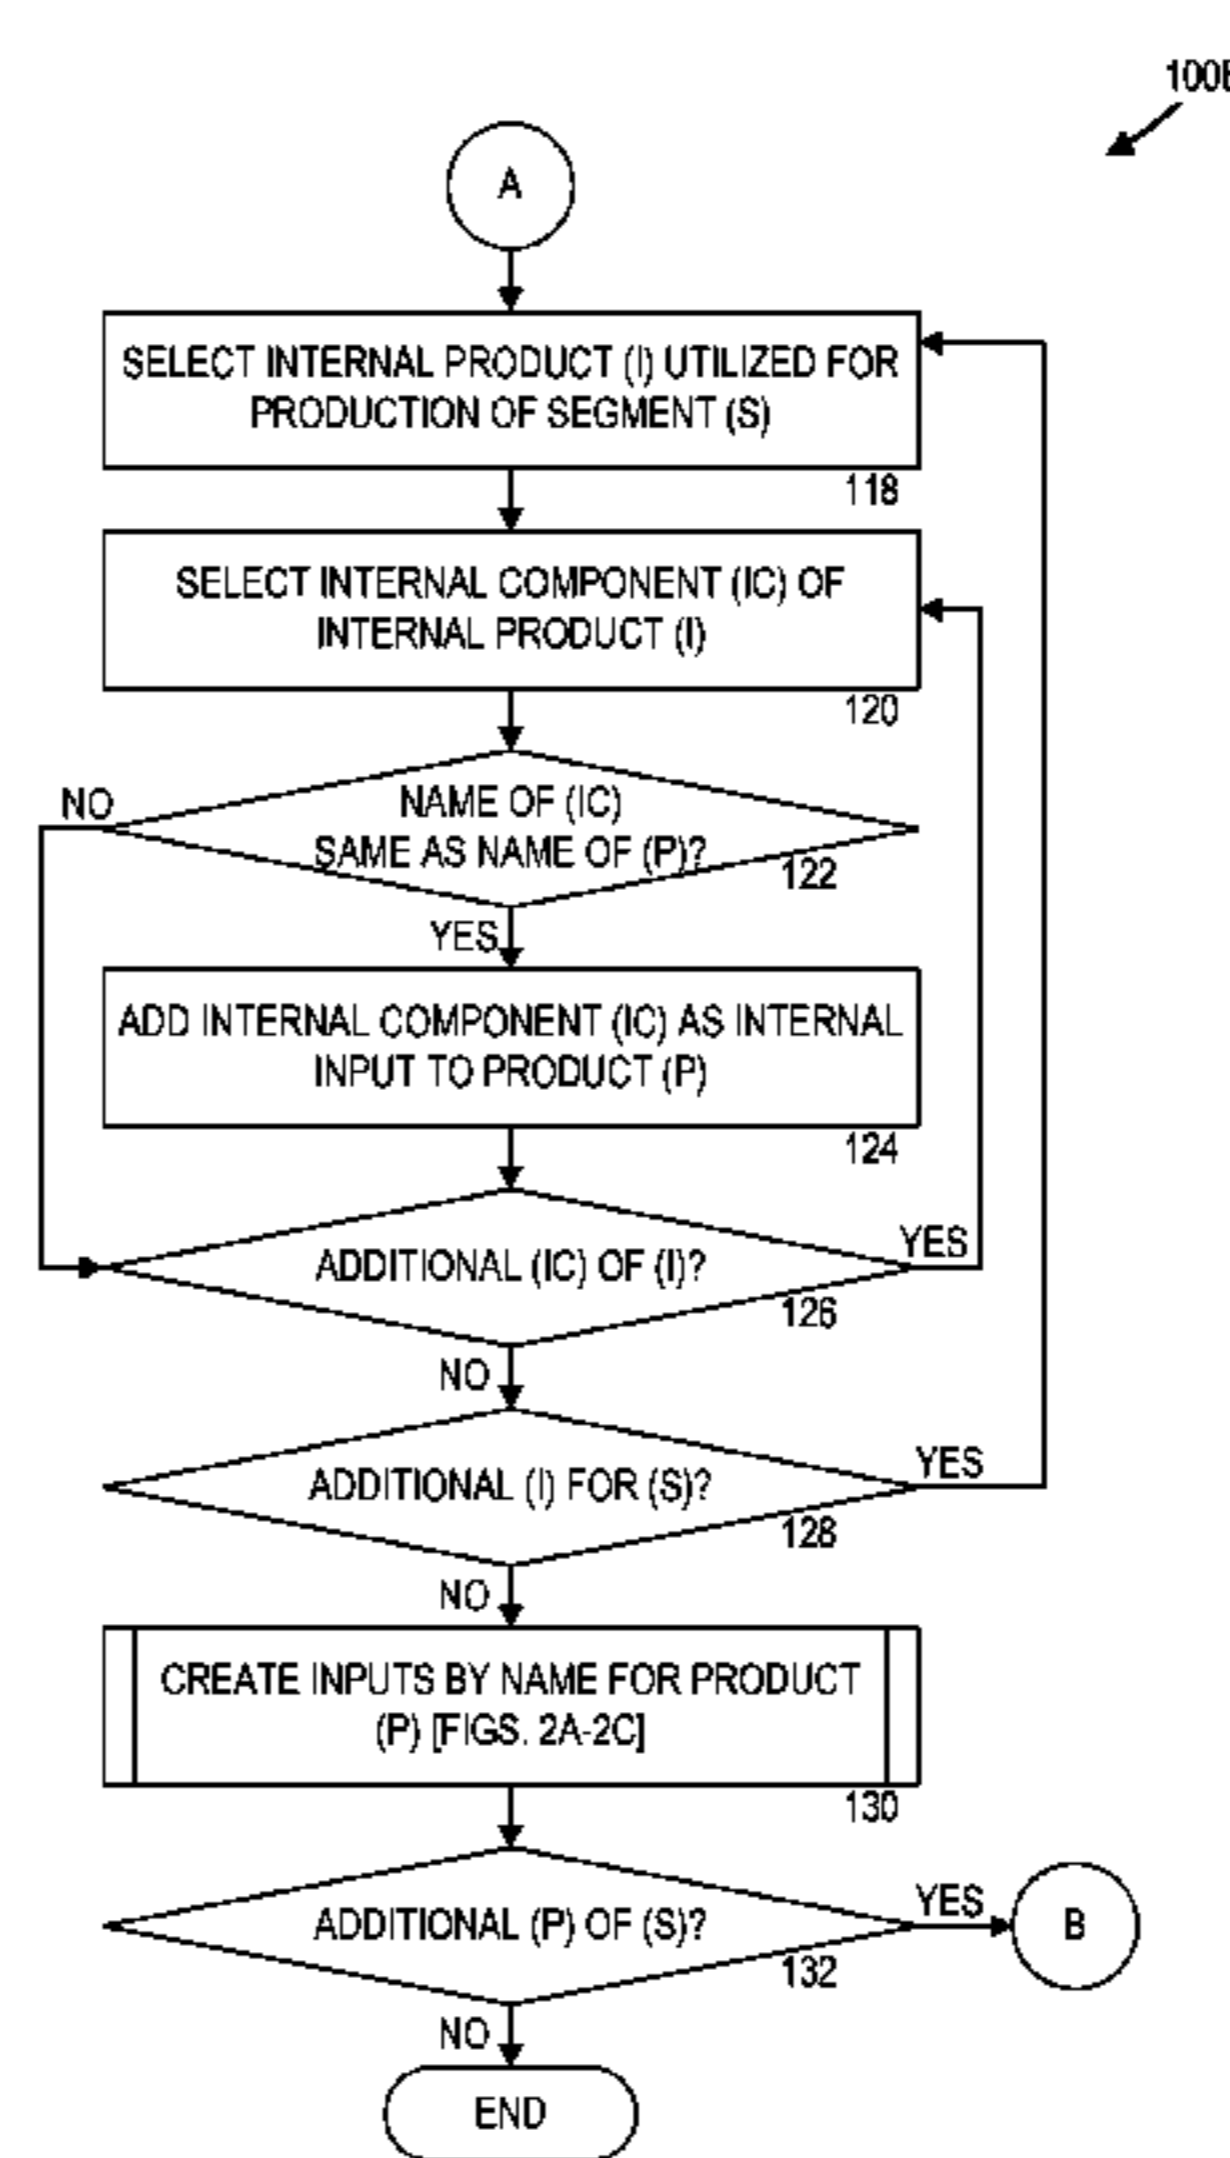 100B
A
SELECT INTERNAL PRODUCT (I) UTILIZED FOR
PRODUCTION OF SEGMENT (S)
118
SELECT INTERNAL COMPONENT (IC) OF
INTERNAL PRODUCT (I)
120
NO
NAME OF (IC)
SAME AS NAME OF (P)?
122
YES
ADD INTERNAL COMPONENT (IC) AS INTERNAL
INPUT TO PRODUCT (P)
124
ADDITIONAL (IC) OF (I)?
YES
126
NO
ADDITIONAL (I) FOR (S)?
YES
128
NO
CREATE INPUTS BY NAME FOR PRODUCT
(P) [FIGS. 2A-2C]
130
ADDITIONAL (P) OF (S)?
YES
B
132
NO
END